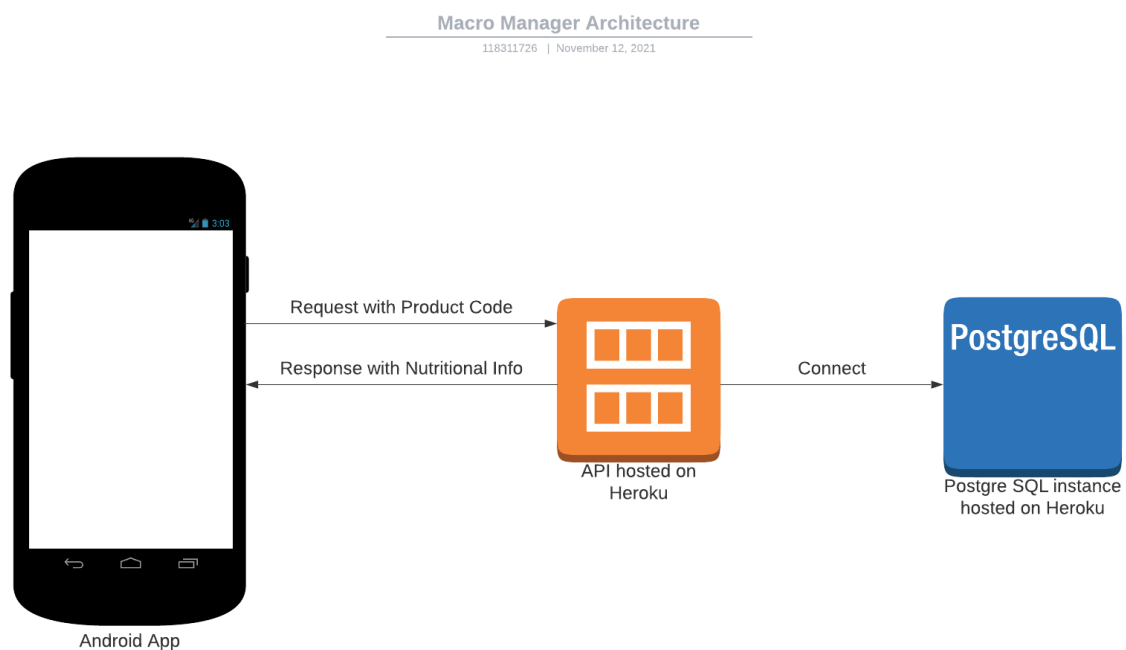 Macro Manager Architecture
118311726 | November 12, 2021
3:03
Request with Product Code
Response with Nutritional Info
Connect
PostgreSQL
API hosted on
Heroku
Postgre SQL instance
hosted on Heroku
Android App